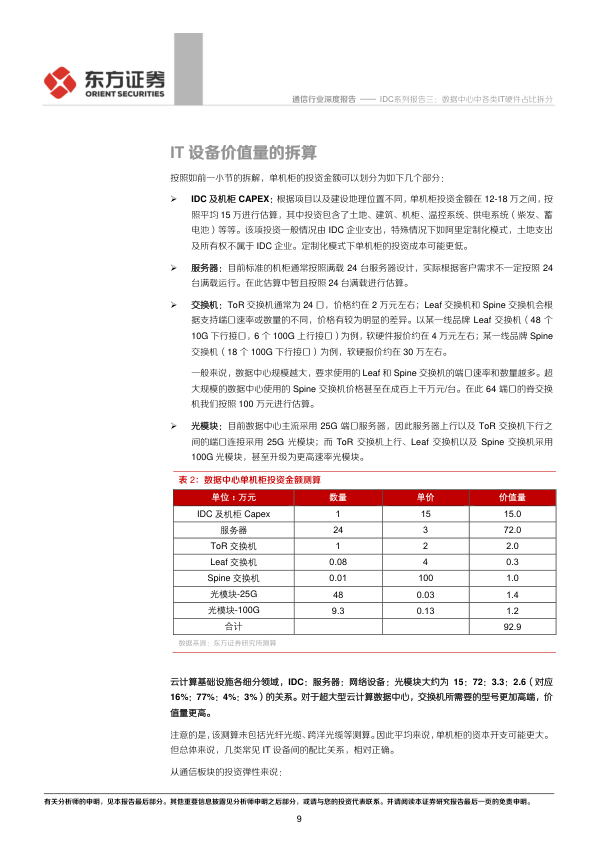 东方证券
ORIENT SECURITIES
通信行业深度报告 —— IDC系列报告三：数据中心中各类IT硬件占比拆分
IT 设备价值量的拆算
按照如前一小节的拆解，单机柜的投资金额可以划分为如下几个部分：
➢ IDC 及机柜 CAPEX：根据项目以及建设地理位置不同，单机柜投资金额在 12-18 万之间，按
照平均 15 万进行估算，其中投资包含了土地、建筑、机柜、温控系统、供电系统（柴发、蓄
电池）等等。该项投资一般情况由 IDC 企业支出，特殊情况下如阿里定制化模式，土地支出
及所有权不属于 IDC 企业。定制化模式下单机柜的投资成本可能更低。
➢ 服务器：目前标准的机柜通常按照满载 24 台服务器设计，实际根据客户需求不一定按照 24
台满载运行。在此估算中暂且按照 24 台满载进行估算。
➢ 交换机：ToR 交换机通常为 24 口，价格约在 2 万元左右；Leaf 交换机和 Spine 交换机会根
据支持端口速率或数量的不同，价格有较为明显的差异。以某一线品牌 Leaf 交换机（48 个
10G 下行接口，6 个 100G 上行接口）为例，软硬件报价约在 4 万元左右；某一线品牌 Spine
交换机（18 个 100G 下行接口）为例，软硬报价约在 30 万左右。
一般来说，数据中心规模越大，要求使用的 Leaf 和 Spine 交换机的端口速率和数量越多。超
大规模的数据中心使用的 Spine 交换机价格甚至在成百上千万元/台。在此 64 端口的脊交换
机我们按照 100 万元进行估算。
➢ 光模块：目前数据中心主流采用 25G 端口服务器，因此服务器上行以及 ToR 交换机下行之
间的端口连接采用 25G 光模块；而 ToR 交换机上行、Leaf 交换机以及 Spine 交换机采用
100G 光模块，甚至升级为更高速率光模块。
表 2：数据中心单机柜投资金额测算
单位：万元 数量 单价 价值量
IDC 及机柜 Capex 1 15 15.0
服务器 24 3 72.0
ToR 交换机 1 2 2.0
Leaf 交换机 0.08 4 0.3
Spine 交换机 0.01 100 1.0
光模块-25G 48 0.03 1.4
光模块-100G 9.3 0.13 1.2
合计 92.9
数据来源：东方证券研究所测算
云计算基础设施各细分领域，IDC：服务器：网络设备：光模块大约为 15：72：3.3：2.6（对应
16%：77%：4%：3%）的关系。对于超大型云计算数据中心，交换机所需要的型号更加高端，价
值量更高。
注意的是，该测算未包括光纤光缆、跨洋光缆等测算。因此平均来说，单机柜的资本开支可能更大。
但总体来说，几类常见 IT 设备间的配比关系，相对正确。
从通信板块的投资弹性来说：
有关分析师的申明，见本报告最后部分。其他重要信息披露见分析师申明之后部分，或请与您的投资代表联系。并请阅读本证券研究报告最后一页的免责申明。
9